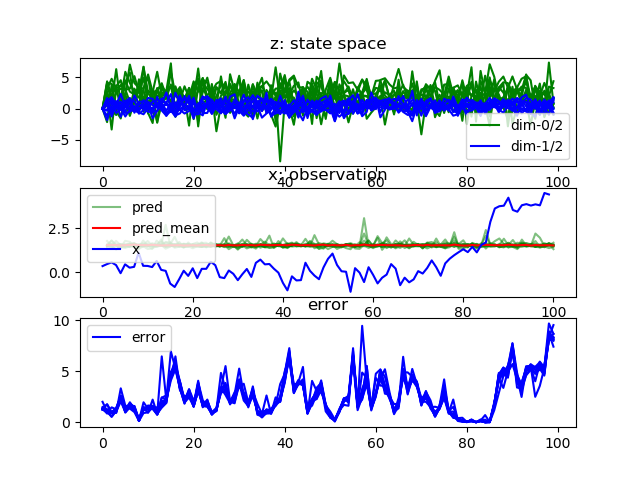 z: state space
5
0
−5
dim-0/2
dim-1/2
0 20 40 60 80 100
x: observation
2.5
0.0
pred
pred_mean
x
0 20 40 60 80 100
error
10
5
0
error
0 20 40 60 80 100